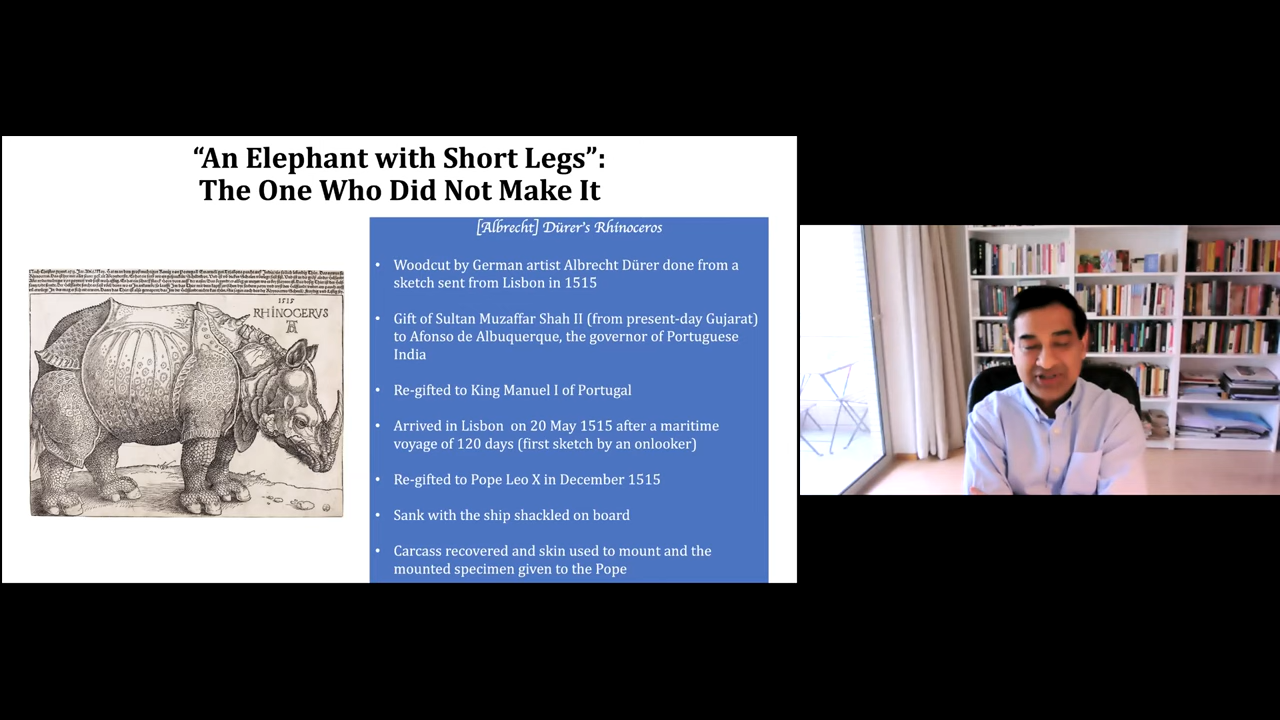 “An Elephant with Short Legs”:
The One Who Did Not Make It
[Albrecht] Dürer’s Rhinoceros
• Woodcut by German artist Albrecht Dürer done from a
sketch sent from Lisbon in 1515
• Gift of Sultan Muzaffar Shah II (from present-day Gujarat)
to Afonso de Albuquerque, the governor of Portuguese
India
• Re-gifted to King Manuel I of Portugal
• Arrived in Lisbon on 20 May 1515 after a maritime
voyage of 120 days (first sketch by an onlooker)
• Re-gifted to Pope Leo X in December 1515
• Sank with the ship shackled on board
• Carcass recovered and skin used to mount and the
mounted specimen given to the Pope
1515
RHINOCERVS